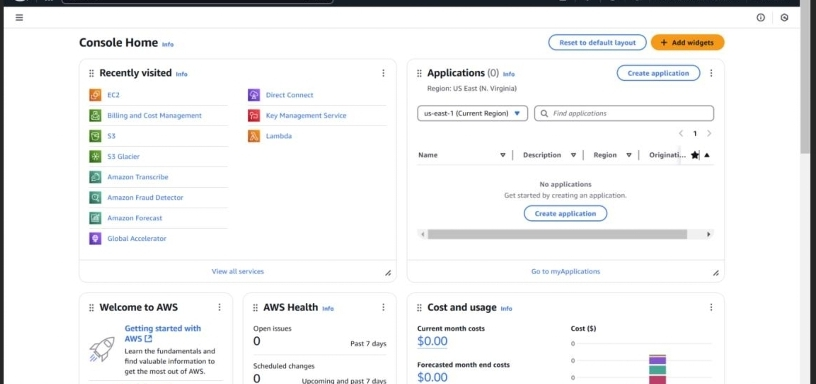 Console Home Info
Reset to default layout
+ Add widgets
Recently visited Info
EC2
Billing and Cost Management
S3
S3 Glacier
Amazon Transcribe
Amazon Fraud Detector
Amazon Forecast
Global Accelerator
Direct Connect
Key Management Service
Lambda
View all services
Applications (0) Info
Region: US East (N. Virginia)
Create application
us-east-1 (Current Region)
Find applications
1
Name Description Region Originati...
No applications
Get started by creating an application.
Create application
Go to myApplications
Welcome to AWS
Getting started with
AWS
Learn the fundamentals and
find valuable information to
get the most out of AWS.
AWS Health Info
Open issues
0 Past 7 days
Scheduled changes
0 Upcoming and past 7 days
Cost and usage Info
Current month costs
$0.00
Forecasted month end costs
$0.00
Cost ($)
0
0
0